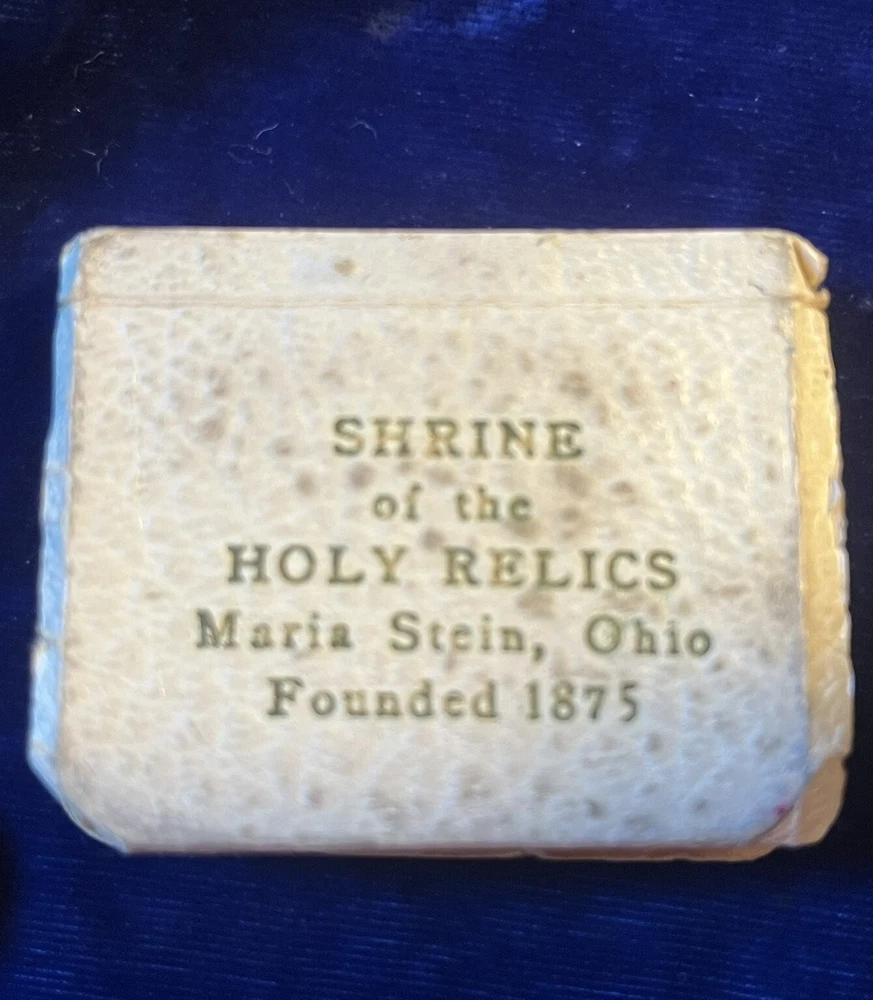 SHRINE
of the
HOLY RELICS
Maria Stein, Ohio
Founded 1875